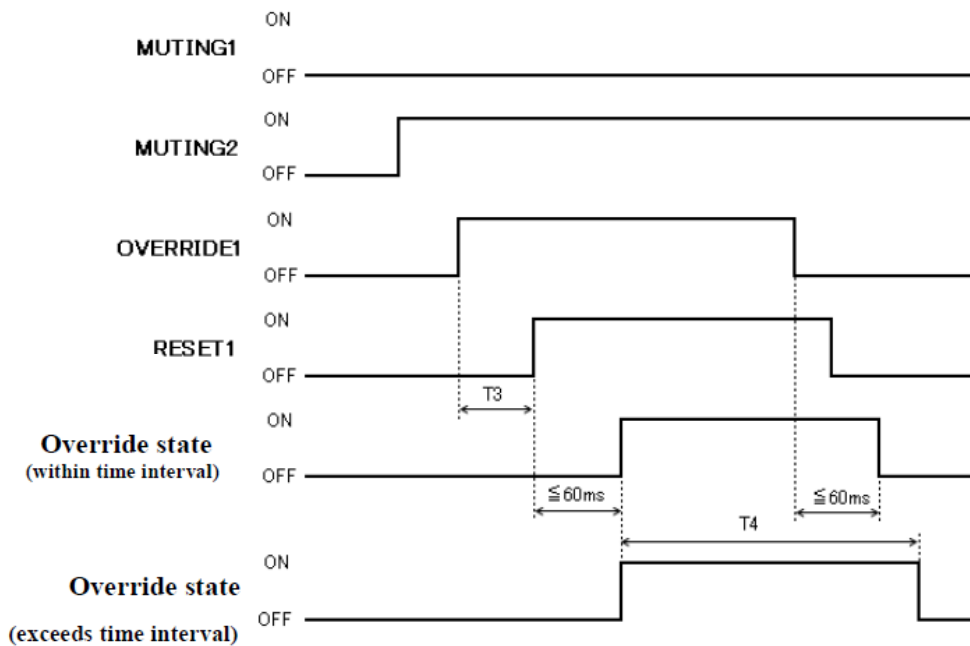 ON
MUTING1
OFF
ON
MUTING2
OFF
ON
OVERRIDE1
OFF
ON
RESET1
OFF
T3
ON
Override state
(within time interval)
OFF
≦60ms
≦60ms
T4
ON
Override state
OFF
(exceeds time interval)